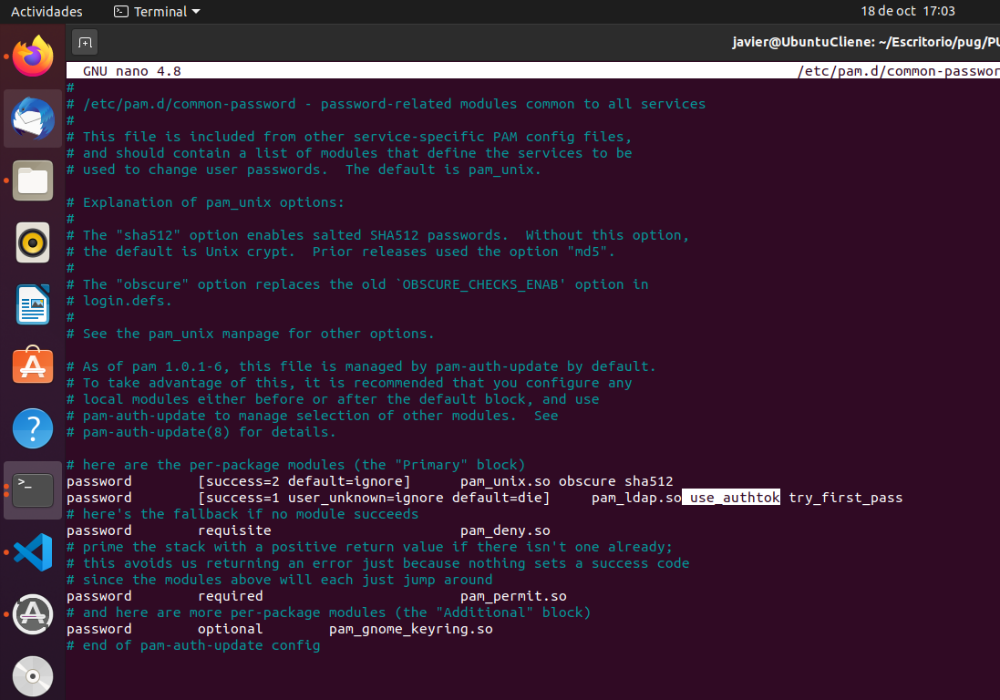 Actividades Terminal 18 de oct 17:03
javier@UbuntuCliene: ~/Escritorio/pug/PU
GNU nano 4.8 /etc/pam.d/common-passwor
#
# /etc/pam.d/common-password - password-related modules common to all services
#
# This file is included from other service-specific PAM config files,
# and should contain a list of modules that define the services to be
# used to change user passwords.  The default is pam_unix.

# Explanation of pam_unix options:
#
# The "sha512" option enables salted SHA512 passwords.  Without this option,
# the default is Unix crypt.  Prior releases used the option "md5".
#
# The "obscure" option replaces the old `OBSCURE_CHECKS_ENAB' option in
# login.defs.
#
# See the pam_unix manpage for other options.

# As of pam 1.0.1-6, this file is managed by pam-auth-update by default.
# To take advantage of this, it is recommended that you configure any
# local modules either before or after the default block, and use
# pam-auth-update to manage selection of other modules.  See
# pam-auth-update(8) for details.

# here are the per-package modules (the "Primary" block)
password        [success=2 default=ignore]      pam_unix.so obscure sha512
password        [success=1 user_unknown=ignore default=die]     pam_ldap.so use_authtok try_first_pass
# here's the fallback if no module succeeds
password        requisite                       pam_deny.so
# prime the stack with a positive return value if there isn't one already;
# this avoids us returning an error just because nothing sets a success code
# since the modules above will each just jump around
password        required                        pam_permit.so
# and here are more per-package modules (the "Additional" block)
password        optional        pam_gnome_keyring.so
# end of pam-auth-update config